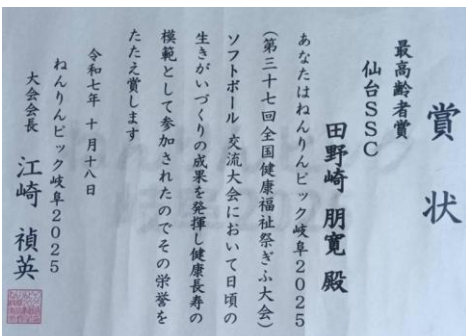 賞状
最高齢者賞
仙台SSC
田野崎 朋寛 殿
あなたはねんりんピック岐阜2025
(第三十七回全国健康福祉祭ぎふ大会)
ソフトボール 交流大会において日頃の
生きがいづくりの成果を発揮し健康長寿の
模範として参加されたのでその栄誉を
たたえ賞します
令和七年 十月十八日
ねんりんピック岐阜2025
大会会長 江崎 禎英